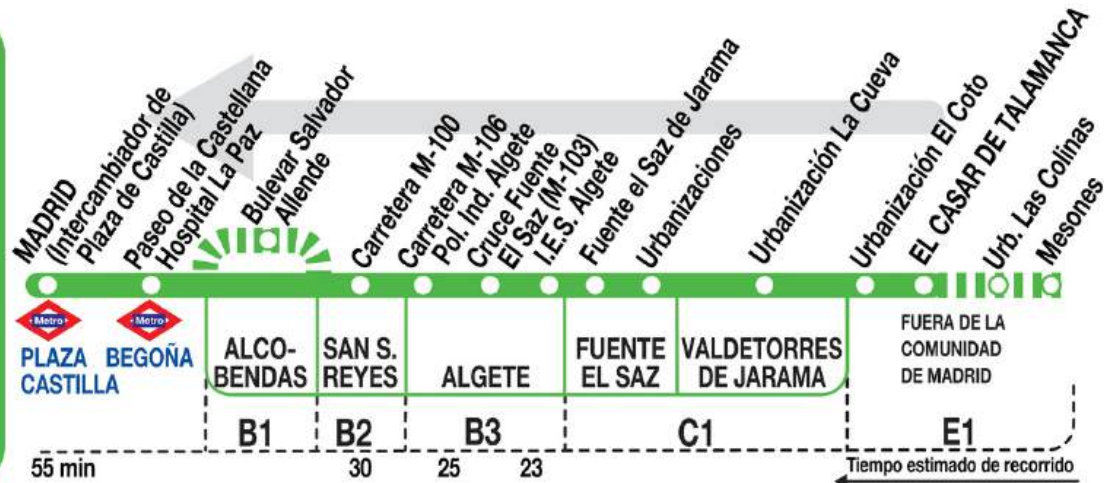 MADRID
(Intercambiador de
Plaza de Castilla)
Paseo de la Castellana
Hospital La Paz
Bulevar Salvador
Allende
Carretera M-100
Carretera M-106
Pol. Ind. Algete
Cruce Fuente
El Saz (M-103)
I.E.S. Algete
Fuente el Saz de Jarama
Urbanizaciones
Urbanización La Cueva
Urbanización El Coto
EL CASAR DE TALAMANCA
Urb. Las Colinas
Mesones
Metro
Metro
PLAZA
CASTILLA
BEGOÑA
ALCO-
BENDAS
SAN S.
REYES
ALGETE
FUENTE
EL SAZ
VALDETORRES
DE JARAMA
FUERA DE LA
COMUNIDAD
DE MADRID
B1
B2
B3
C1
E1
55 min
30
25
23
Tiempo estimado de recorrido